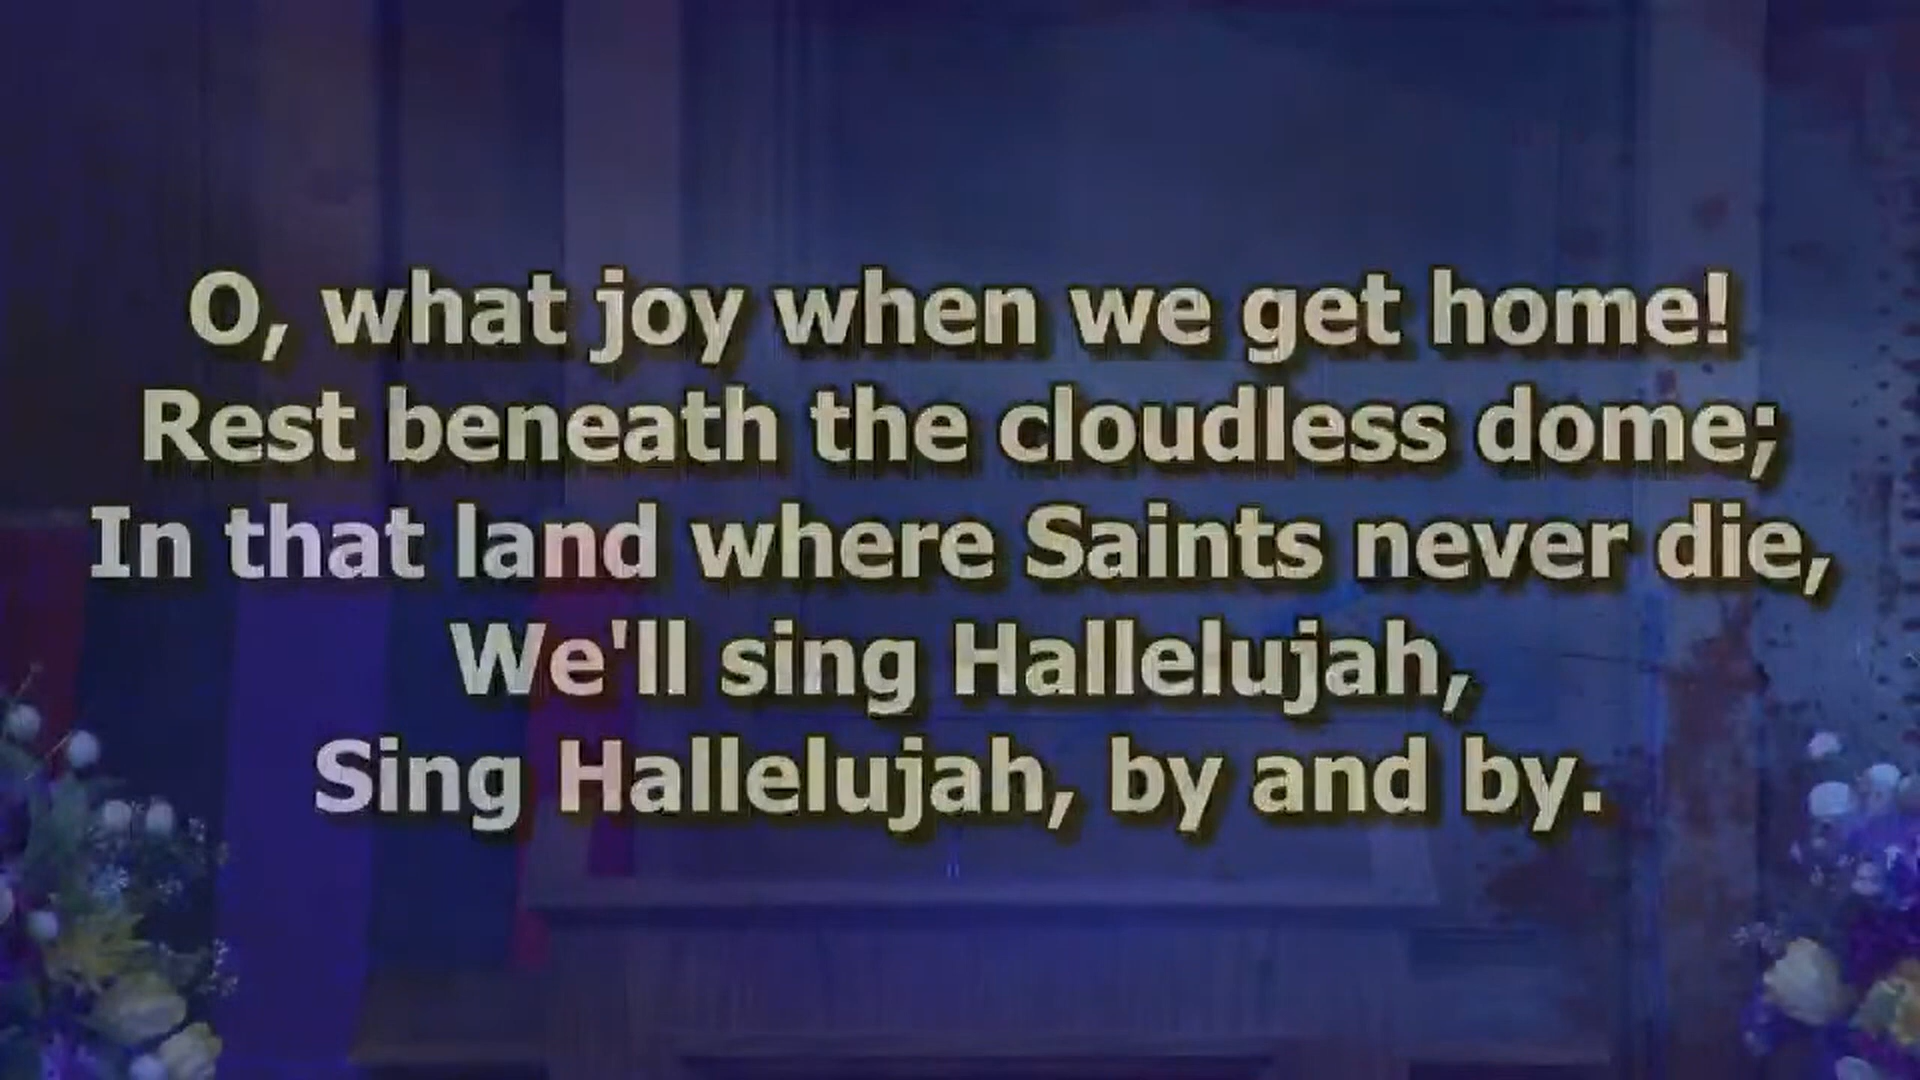 O, what joy when we get home!
Rest beneath the cloudless dome;
In that land where Saints never die,
We'll sing Hallelujah,
Sing Hallelujah, by and by.